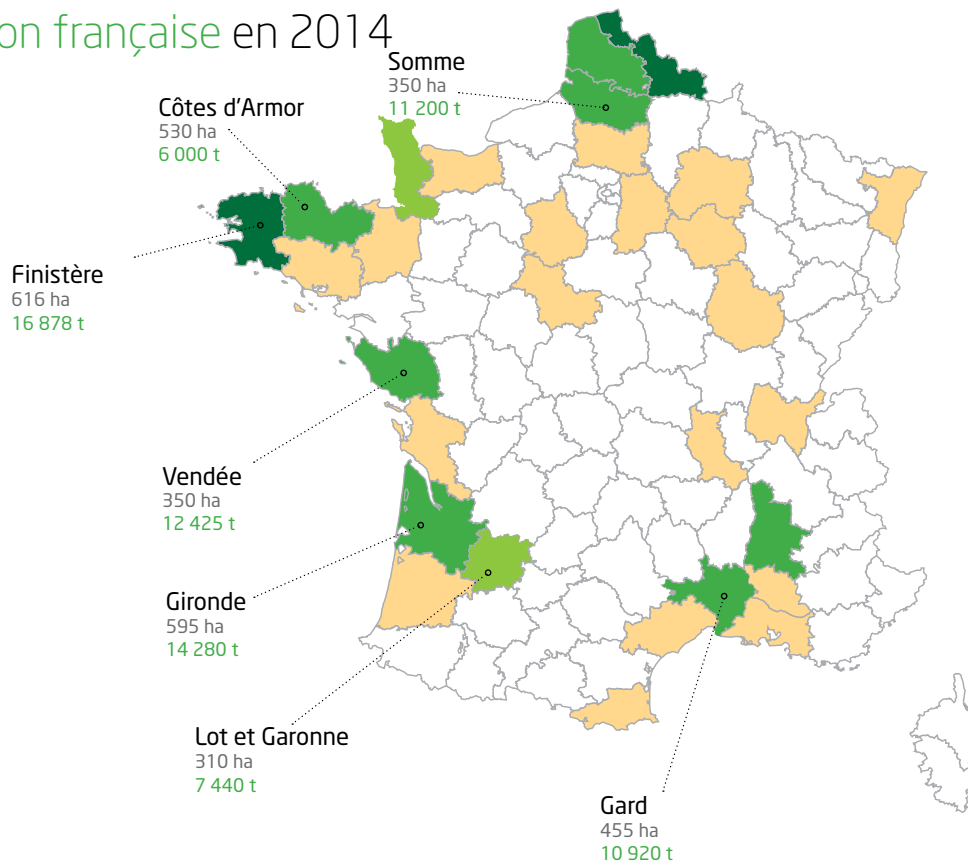 on française en 2014
Somme
350 ha
11 200 t
Côtes d'Armor
530 ha
6 000 t
Finistère
616 ha
16 878 t
Vendée
350 ha
12 425 t
Gironde
595 ha
14 280 t
Lot et Garonne
310 ha
7 440 t
Gard
455 ha
10 920 t